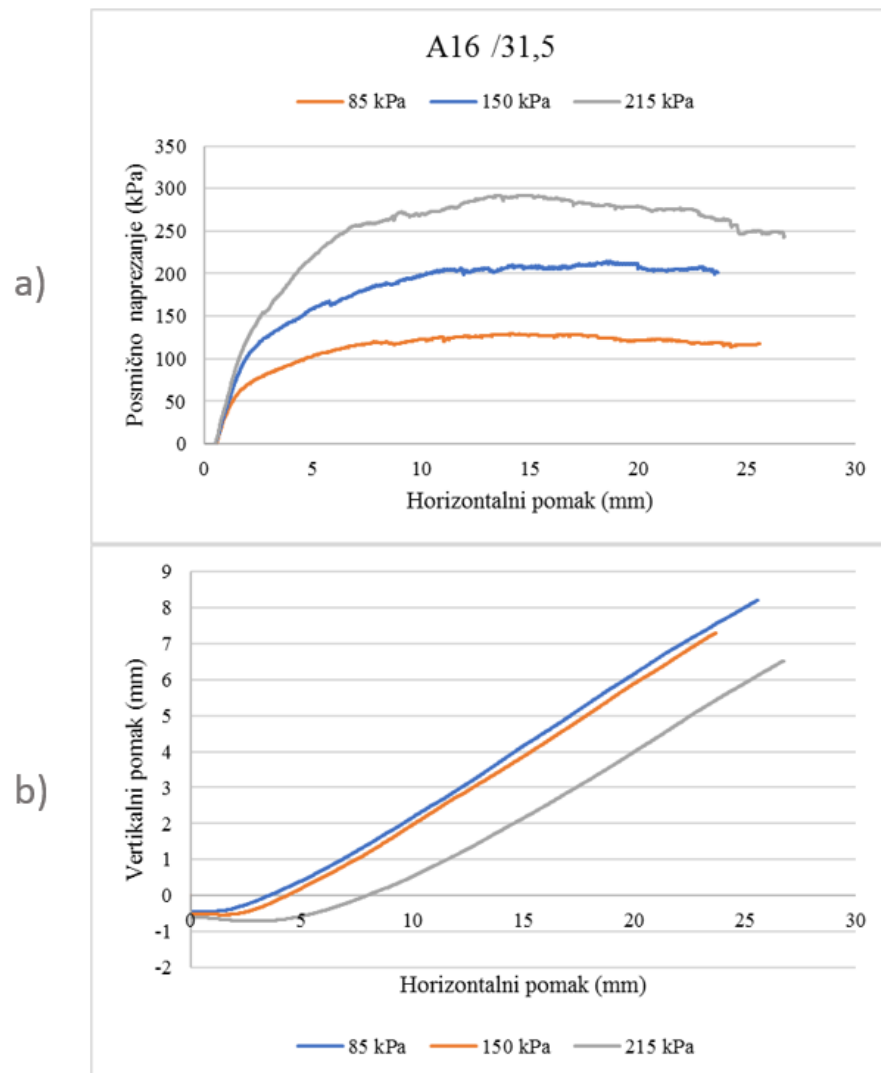 A16 /31,5
85 kPa 150 kPa 215 kPa
a)
Posmično naprezanje (kPa)
350
300
250
200
150
100
50
0
0 5 10 15 20 25 30
Horizontalni pomak (mm)
b)
Vertikalni pomak (mm)
9
8
7
6
5
4
3
2
1
0
-1
-2
0 5 10 15 20 25 30
Horizontalni pomak (mm)
85 kPa 150 kPa 215 kPa